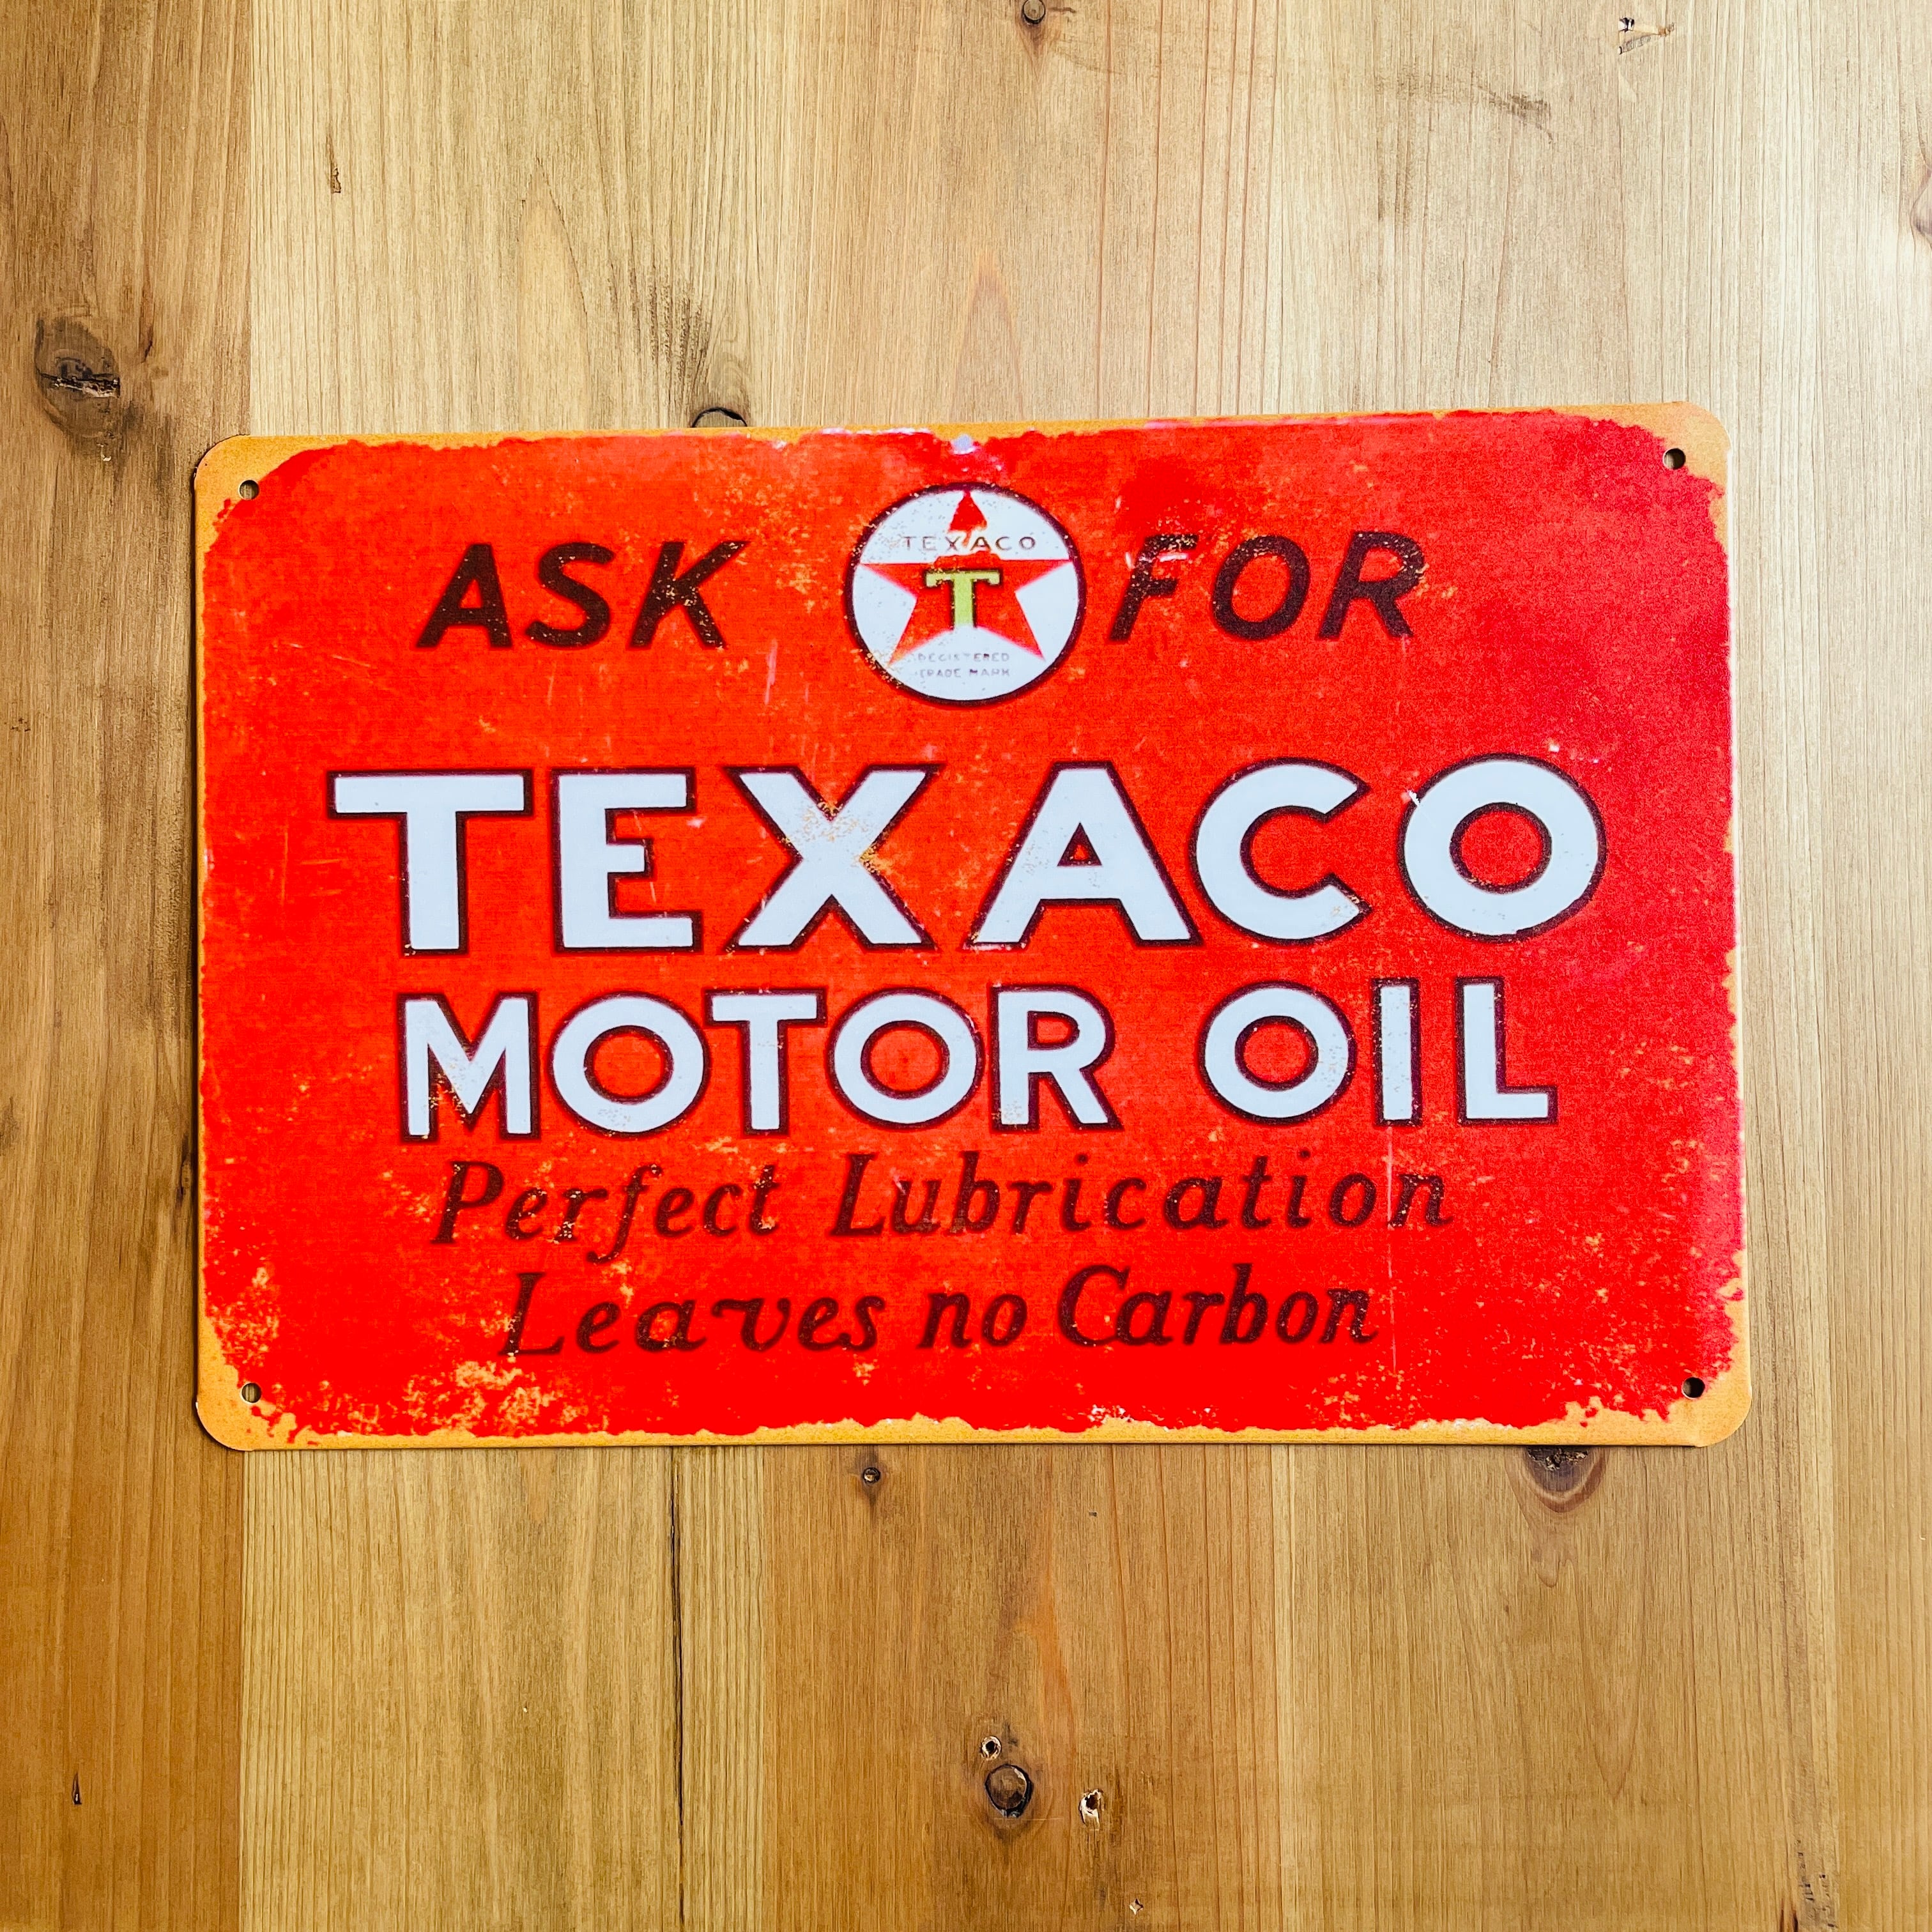 ASK FOR
TEXACO
T
REGISTERED
TRADE MARK
TEXACO
MOTOR OIL
Perfect Lubrication
Leaves no Carbon